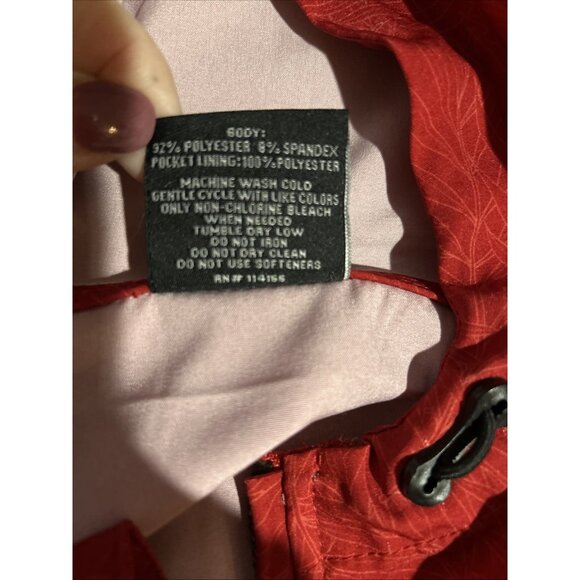 BODY:
92% POLYESTER 8% SPANDEX
POCKET LINING:100%POLYESTER
MACHINE WASH COLD
GENTLE CYCLE WITH LIKE COLORS
ONLY NON-CHLORINE BLEACH
WHEN NEEDED
TUMBLE DRY LOW
DO NOT IRON
DO NOT DRY CLEAN
DO NOT USE SOFTENERS
RN# 114156